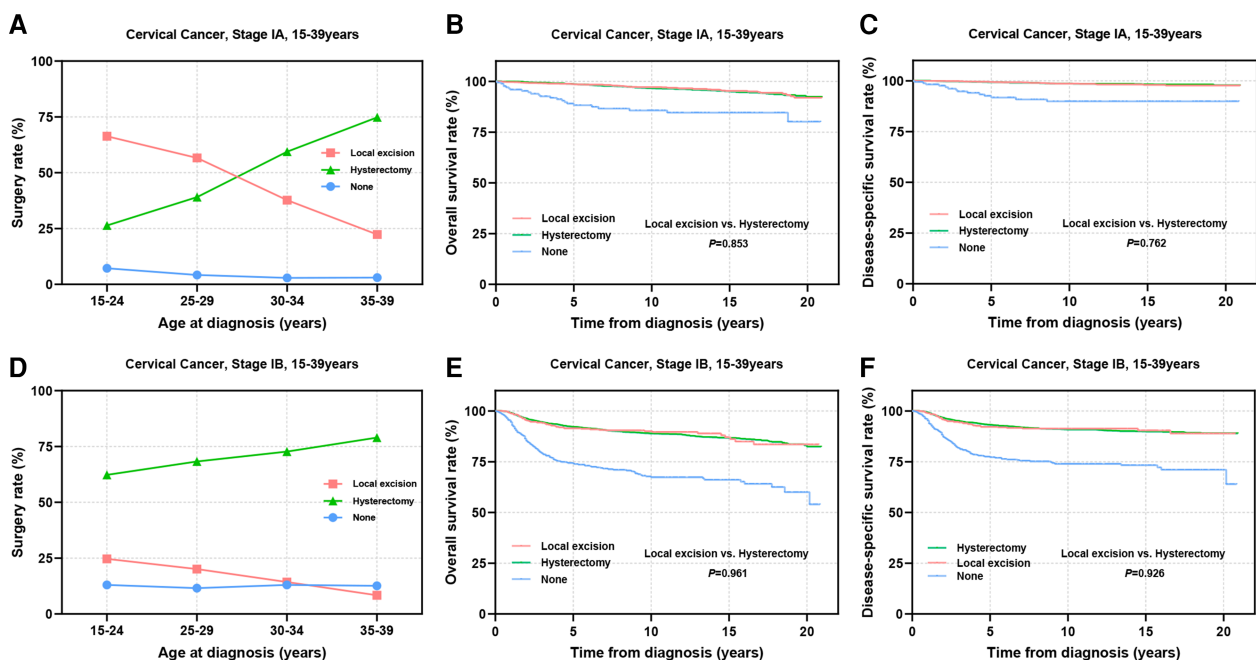 A
Cervical Cancer, Stage IA, 15-39years
Surgery rate (%)
100
75
50
25
0
15-24
25-29
30-34
35-39
Age at diagnosis (years)
Local excision
Hysterectomy
None
B
Cervical Cancer, Stage IA, 15-39years
Overall survival rate (%)
100
75
50
25
0
0
5
10
15
20
Time from diagnosis (years)
Local excision
Hysterectomy
None
Local excision vs. Hysterectomy
P=0.853
C
Cervical Cancer, Stage IA, 15-39years
Disease-specific survival rate (%)
100
75
50
25
0
0
5
10
15
20
Time from diagnosis (years)
Local excision
Hysterectomy
None
Local excision vs. Hysterectomy
P=0.762
D
Cervical Cancer, Stage IB, 15-39years
Surgery rate (%)
100
75
50
25
0
15-24
25-29
30-34
35-39
Age at diagnosis (years)
Local excision
Hysterectomy
None
E
Cervical Cancer, Stage IB, 15-39years
Overall survival rate (%)
100
75
50
25
0
0
5
10
15
20
Time from diagnosis (years)
Local excision
Hysterectomy
None
Local excision vs. Hysterectomy
P=0.961
F
Cervical Cancer, Stage IB, 15-39years
Disease-specific survival rate (%)
100
75
50
25
0
0
5
10
15
20
Time from diagnosis (years)
Hysterectomy
Local excision
None
Local excision vs. Hysterectomy
P=0.926